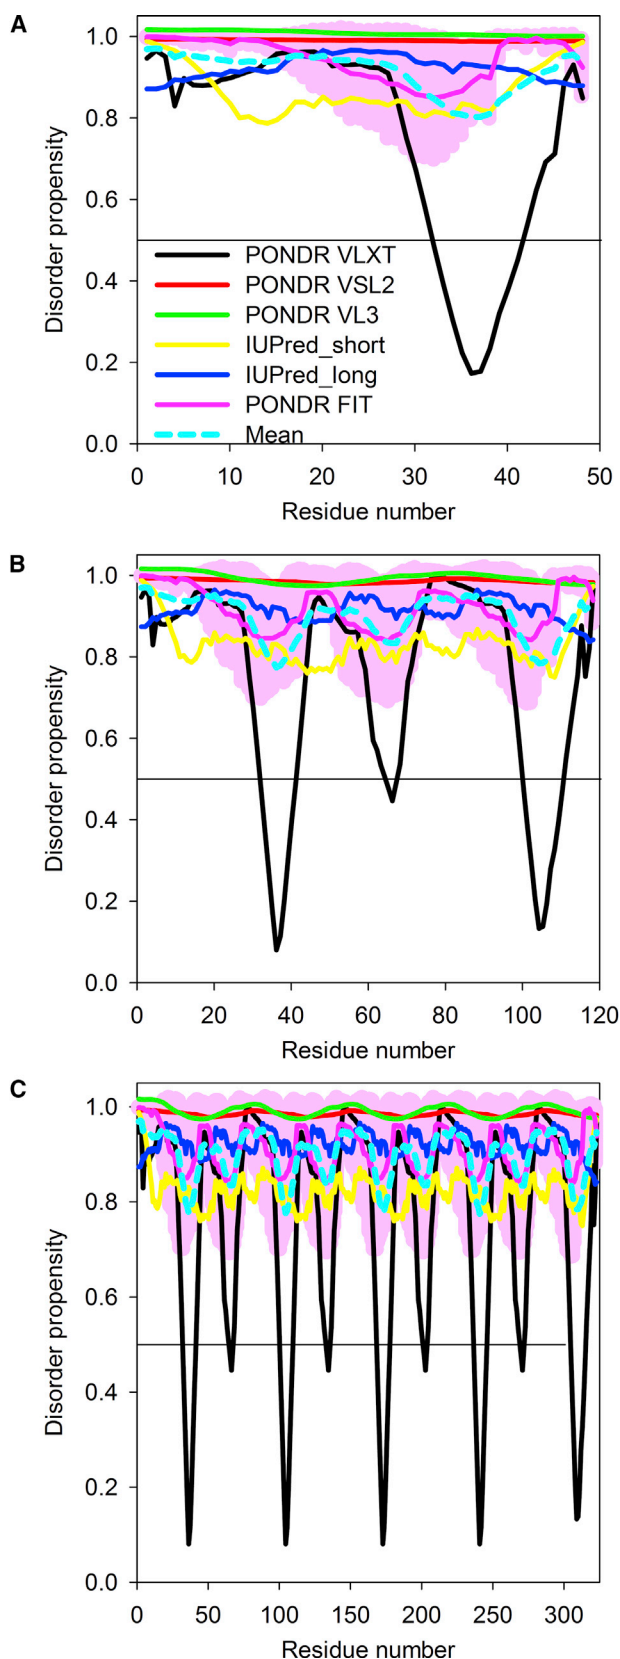 A
1.0
0.8
0.6
0.4
0.2
0.0
Disorder propensity
PONDR VLXT
PONDR VSL2
PONDR VL3
IUPred_short
IUPred_long
PONDR FIT
Mean
0 10 20 30 40 50
Residue number
B
1.0
0.8
0.6
0.4
0.2
0.0
Disorder propensity
0 20 40 60 80 100 120
Residue number
C
1.0
0.8
0.6
0.4
0.2
0.0
Disorder propensity
0 50 100 150 200 250 300
Residue number